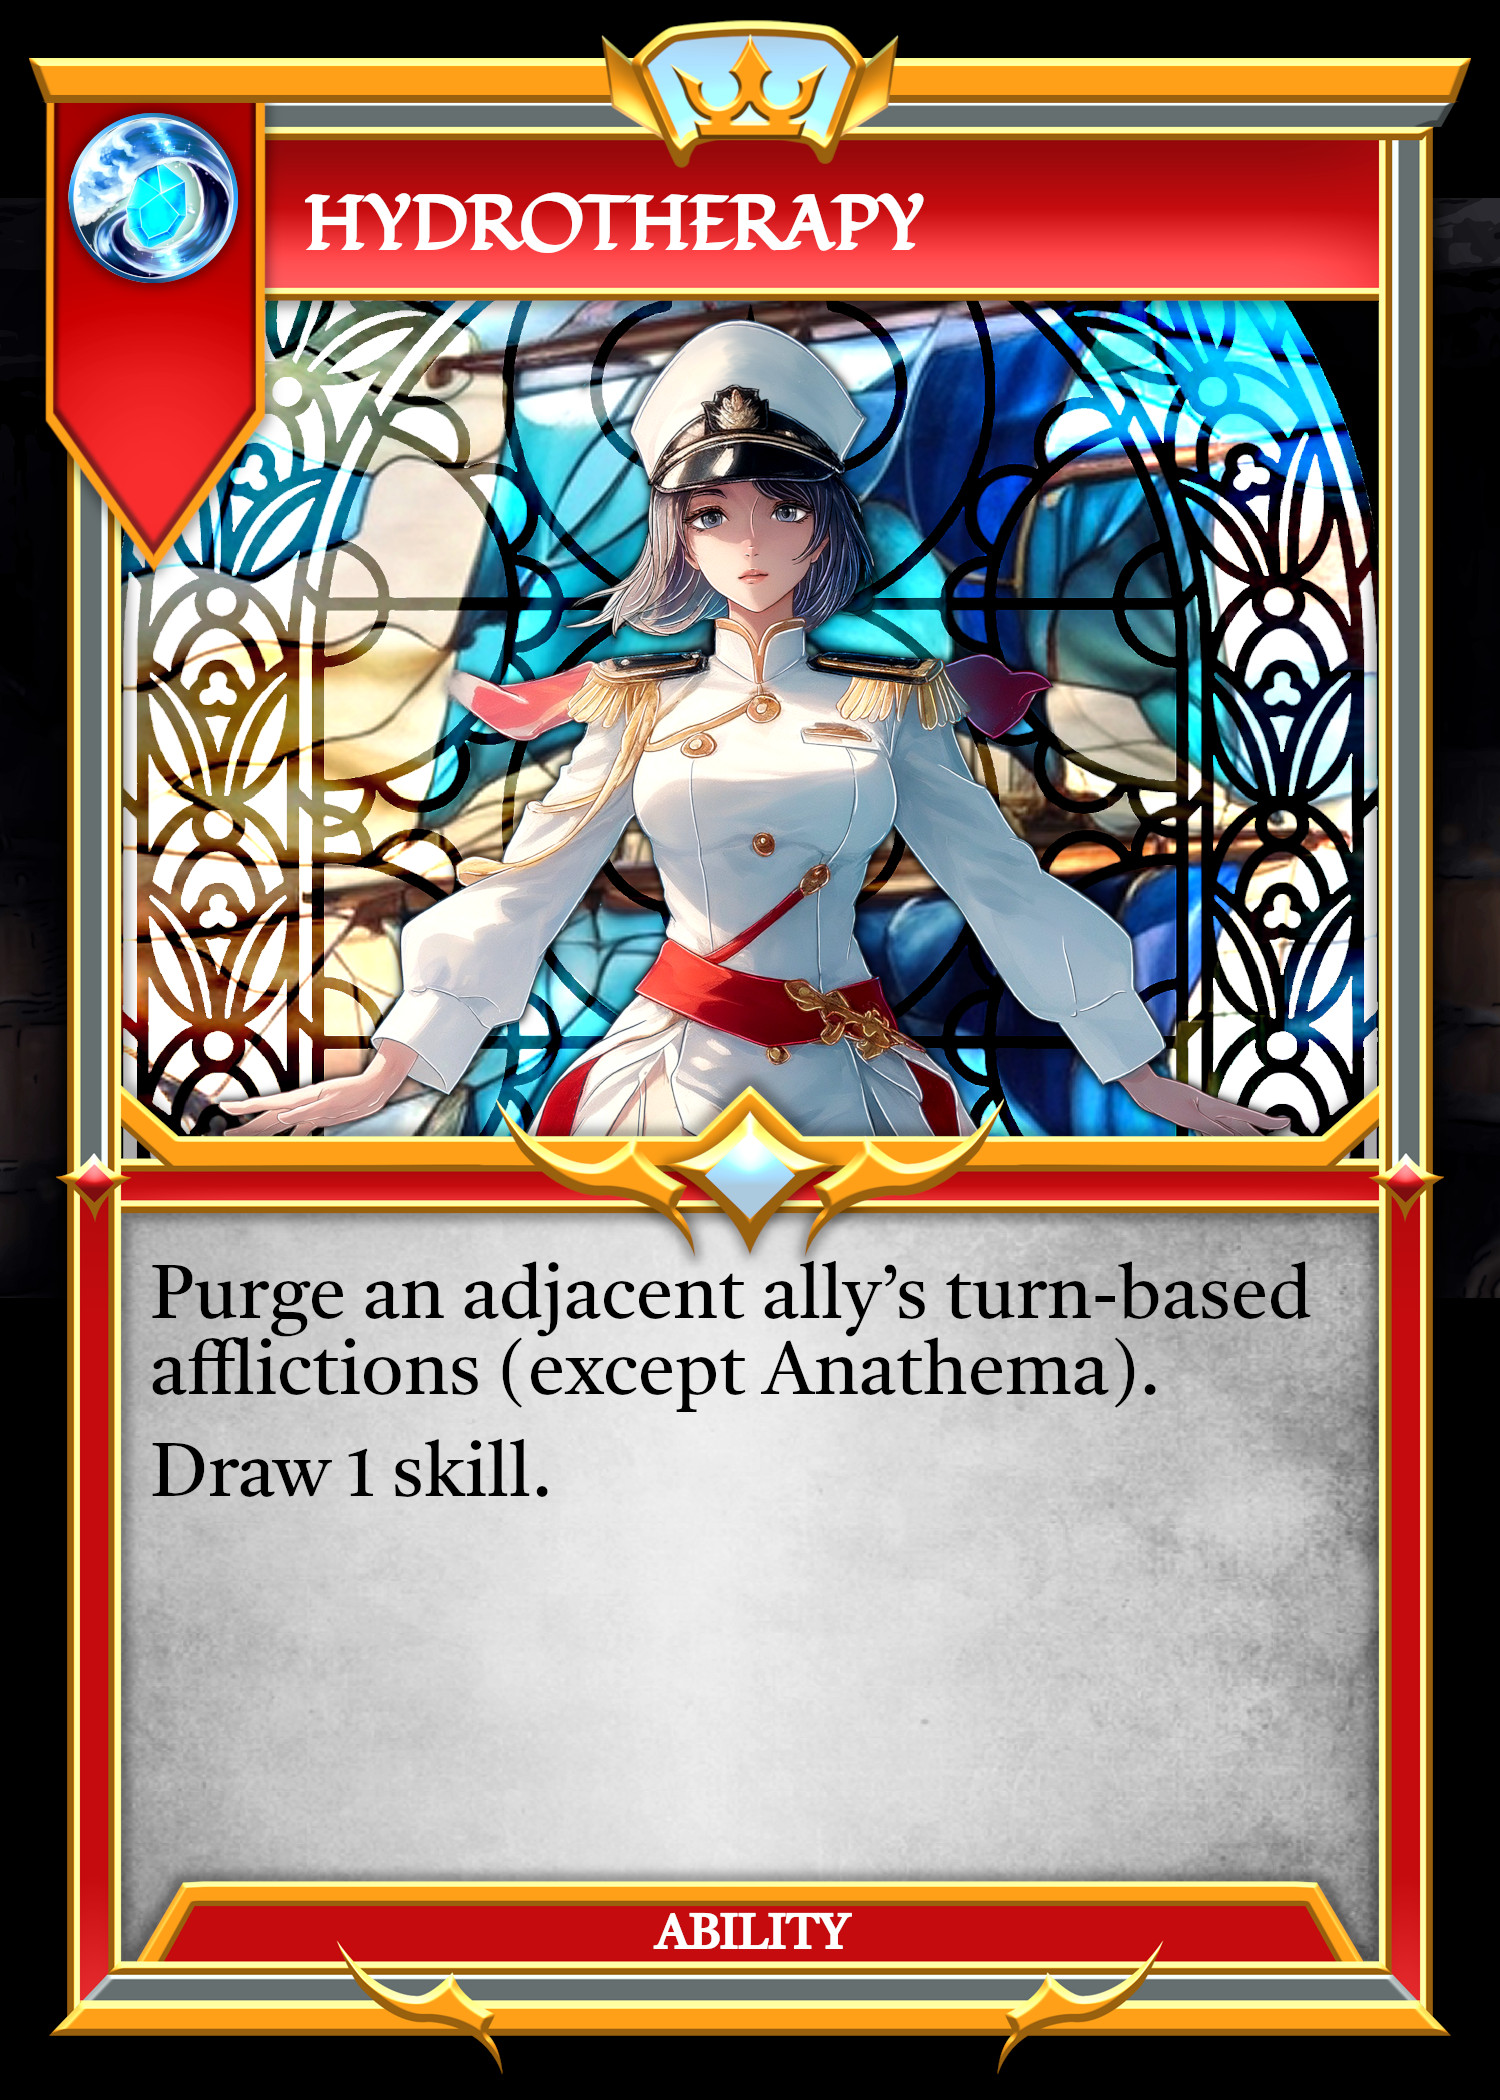 HYDROTHERAPY
Purge an adjacent ally’s turn-based
afflictions (except Anathema).
Draw 1 skill.
ABILITY